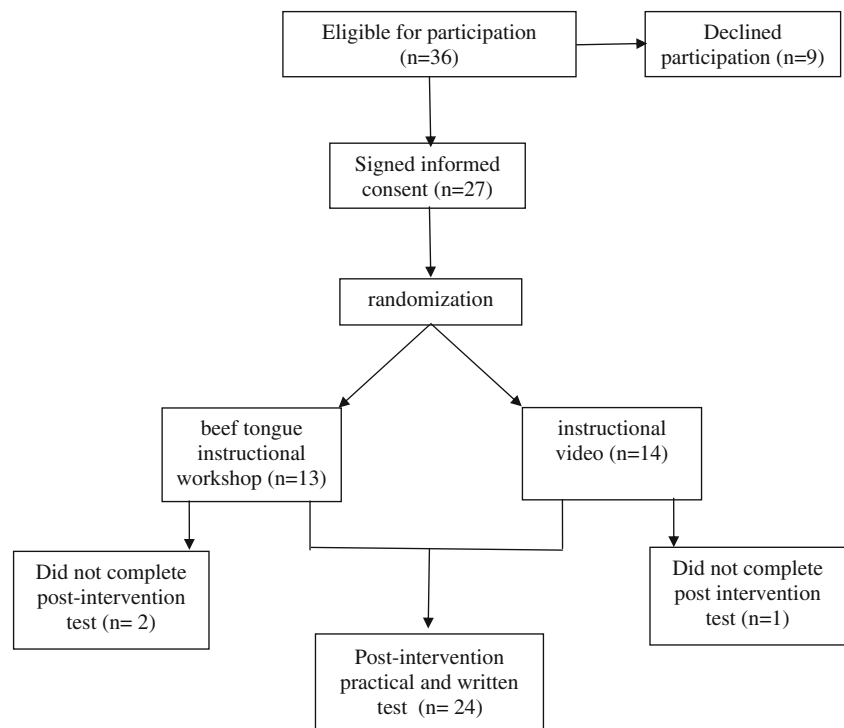 Eligible for participation
(n=36)
Declined
participation (n=9)
Signed informed
consent (n=27)
randomization
beef tongue
instructional
workshop (n=13)
instructional
video (n=14)
Did not complete
post-intervention
test (n= 2)
Did not complete
post intervention
test (n=1)
Post-intervention
practical and written
test (n= 24)